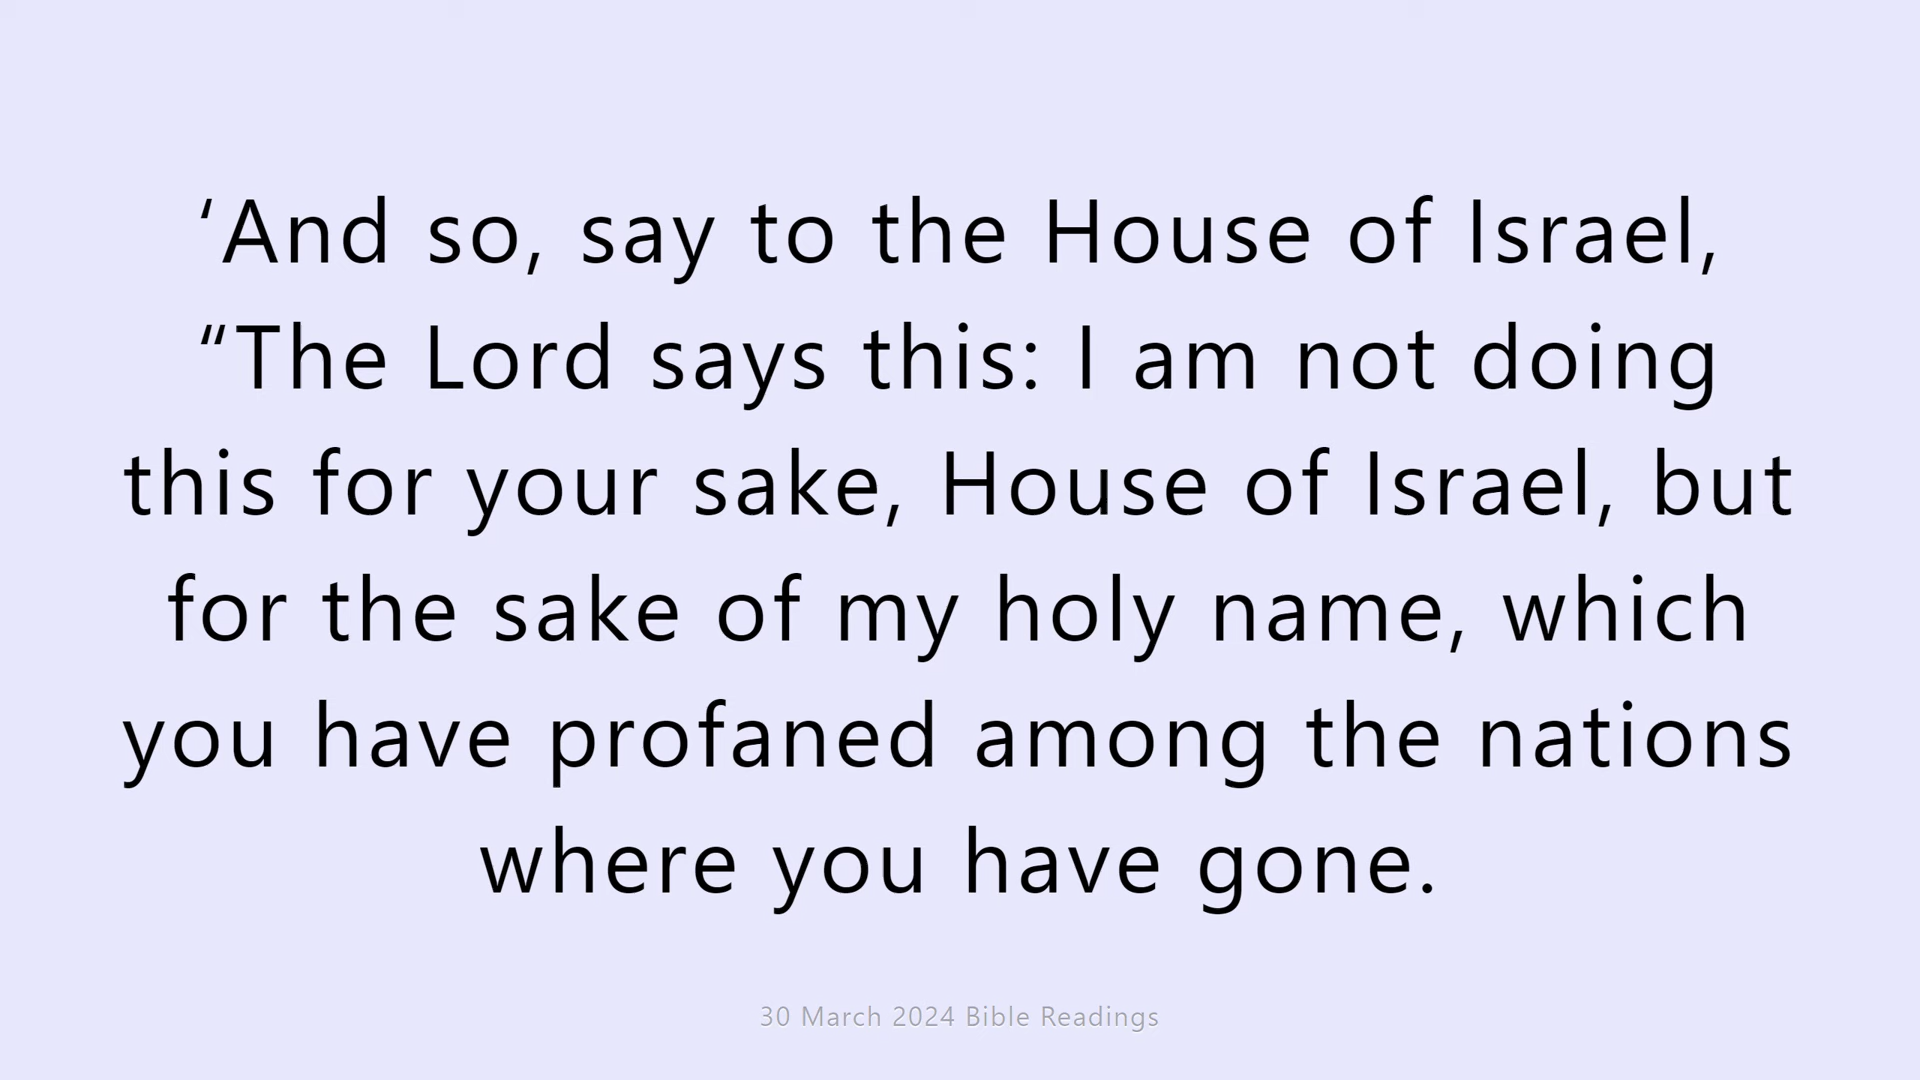 ‘And so, say to the House of Israel,
“The Lord says this: I am not doing
this for your sake, House of Israel, but
for the sake of my holy name, which
you have profaned among the nations
where you have gone.
30 March 2024 Bible Readings